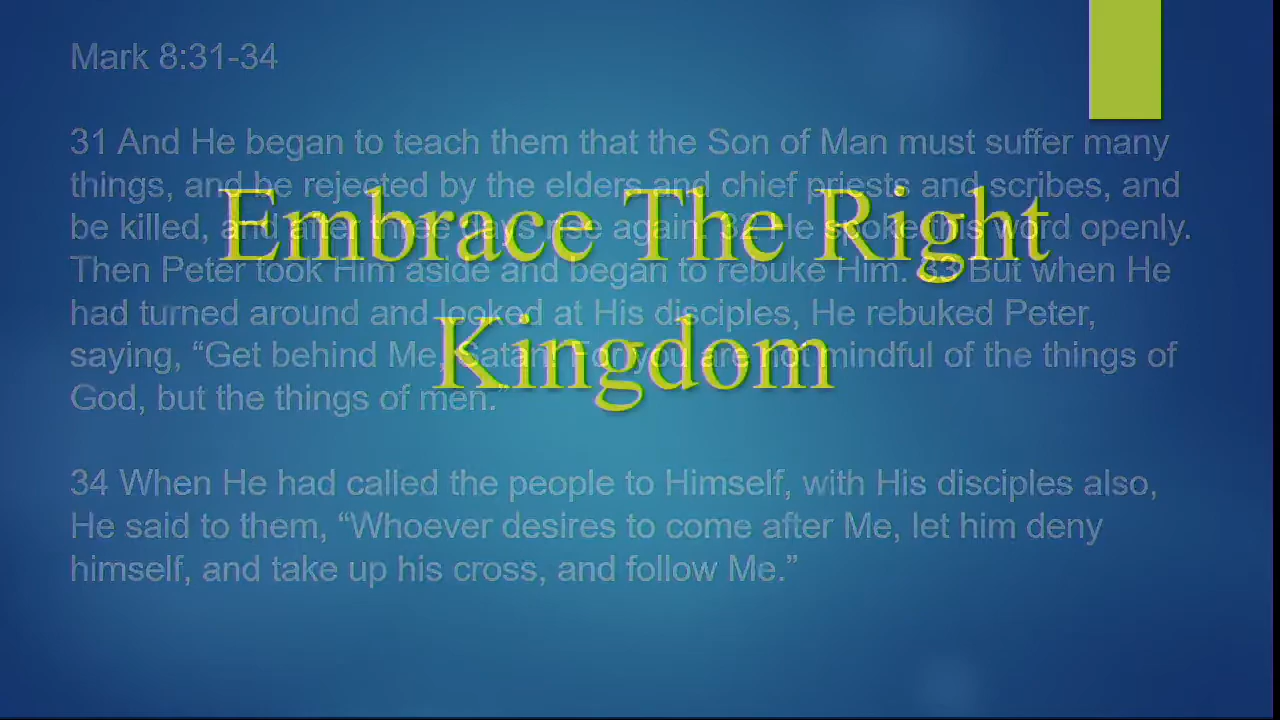 Mark 8:31-34
31 And He began to teach them that the Son of Man must suffer many
things, and be rejected by the elders and chief priests and scribes, and
be killed, and after three days rise again. 32 He spoke this word openly.
Embrace The Right
Then Peter took Him aside and began to rebuke Him. 33 But when He
had turned around and looked at His disciples, He rebuked Peter,
saying, “Get behind Me, Satan! For you are not mindful of the things of
Kingdom
God, but the things of men.”
34 When He had called the people to Himself, with His disciples also,
He said to them, “Whoever desires to come after Me, let him deny
himself, and take up his cross, and follow Me.”